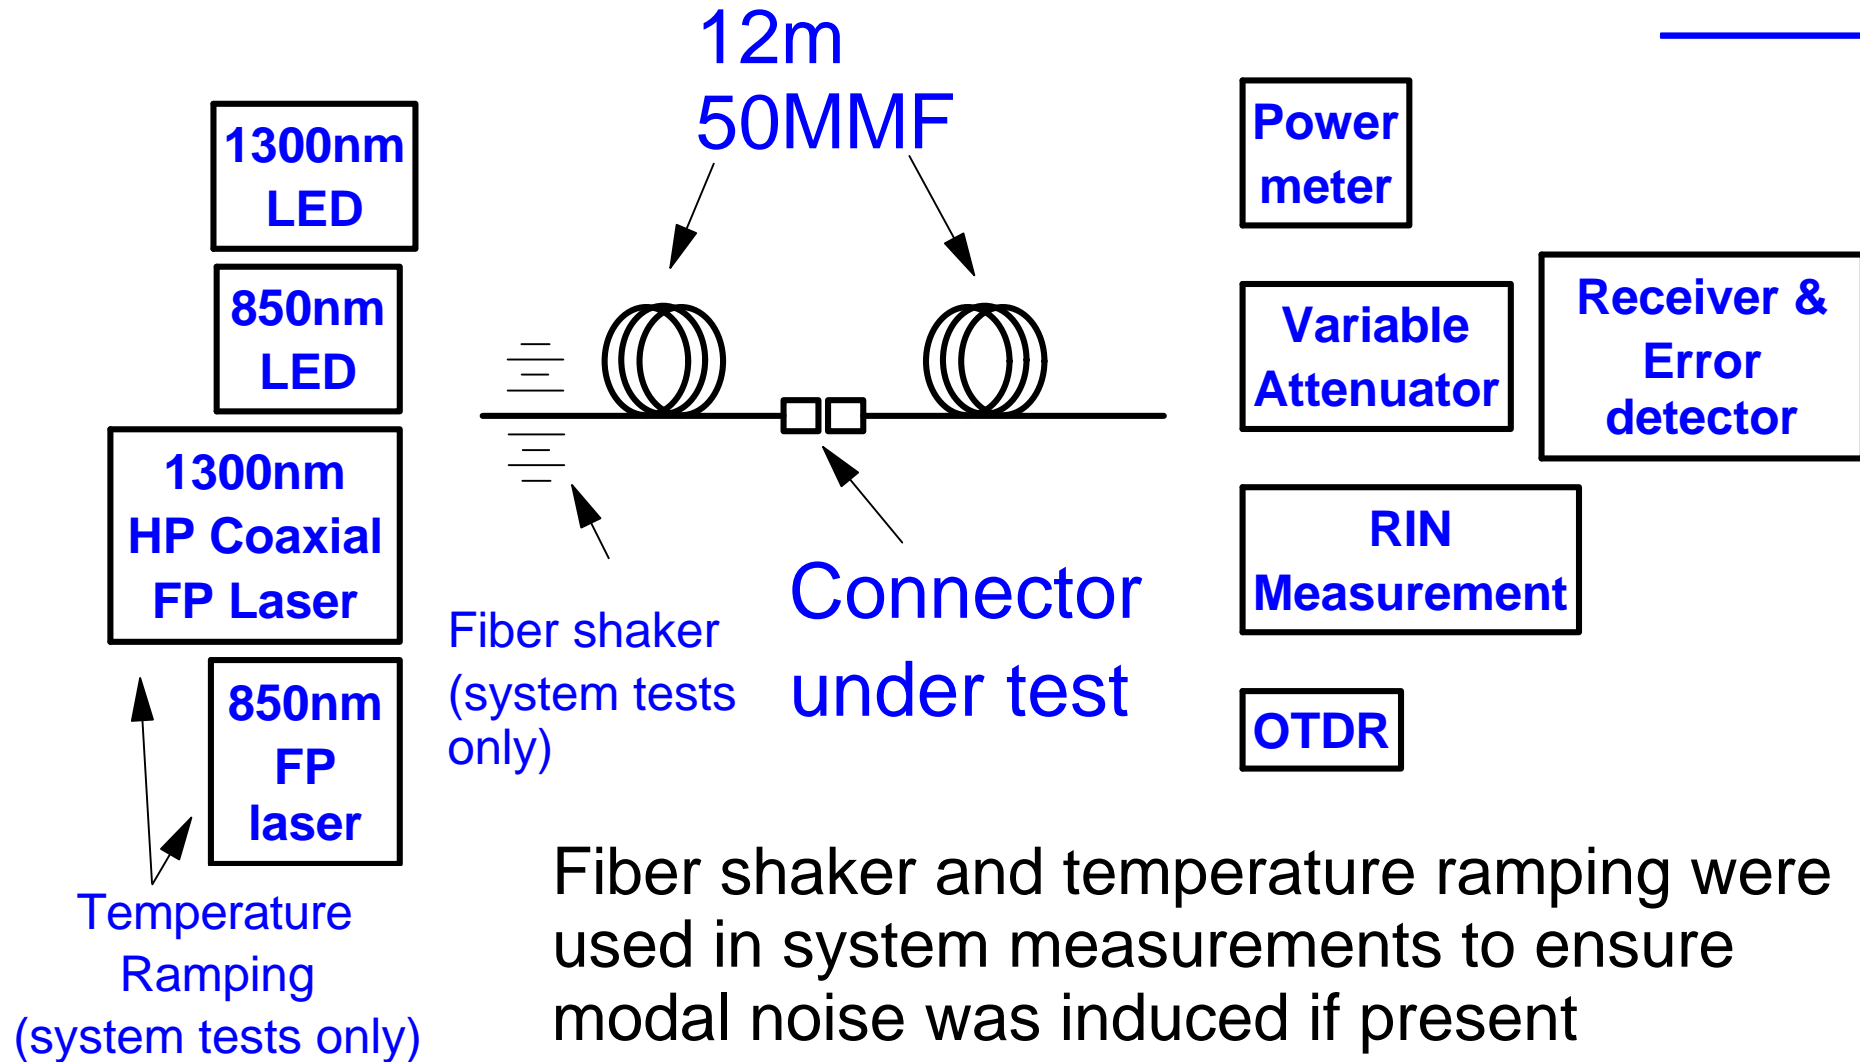 12m
50MMF
1300nm
LED
850nm
LED
1300nm
HP Coaxial
FP Laser
850nm
FP
laser
Temperature
Ramping
(system tests only)
Fiber shaker
(system tests
only)
Connector
under test
Power
meter
Variable
Attenuator
Receiver &
Error
detector
RIN
Measurement
OTDR
Fiber shaker and temperature ramping were
used in system measurements to ensure
modal noise was induced if present